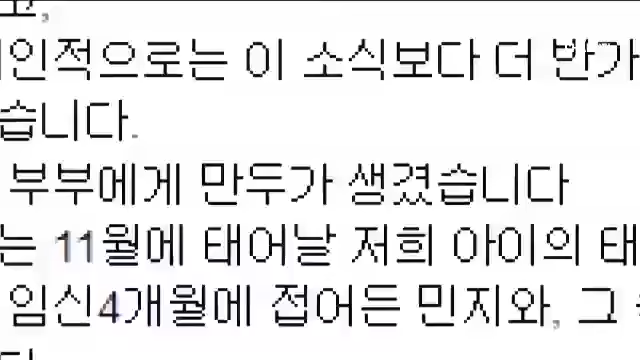 인적으로는 이 소식보다 더 반가
습니다.
부부에게 만두가 생겼습니다
는 11월에 태어날 저희 아이의 태
임신4개월에 접어든 민지와, 그